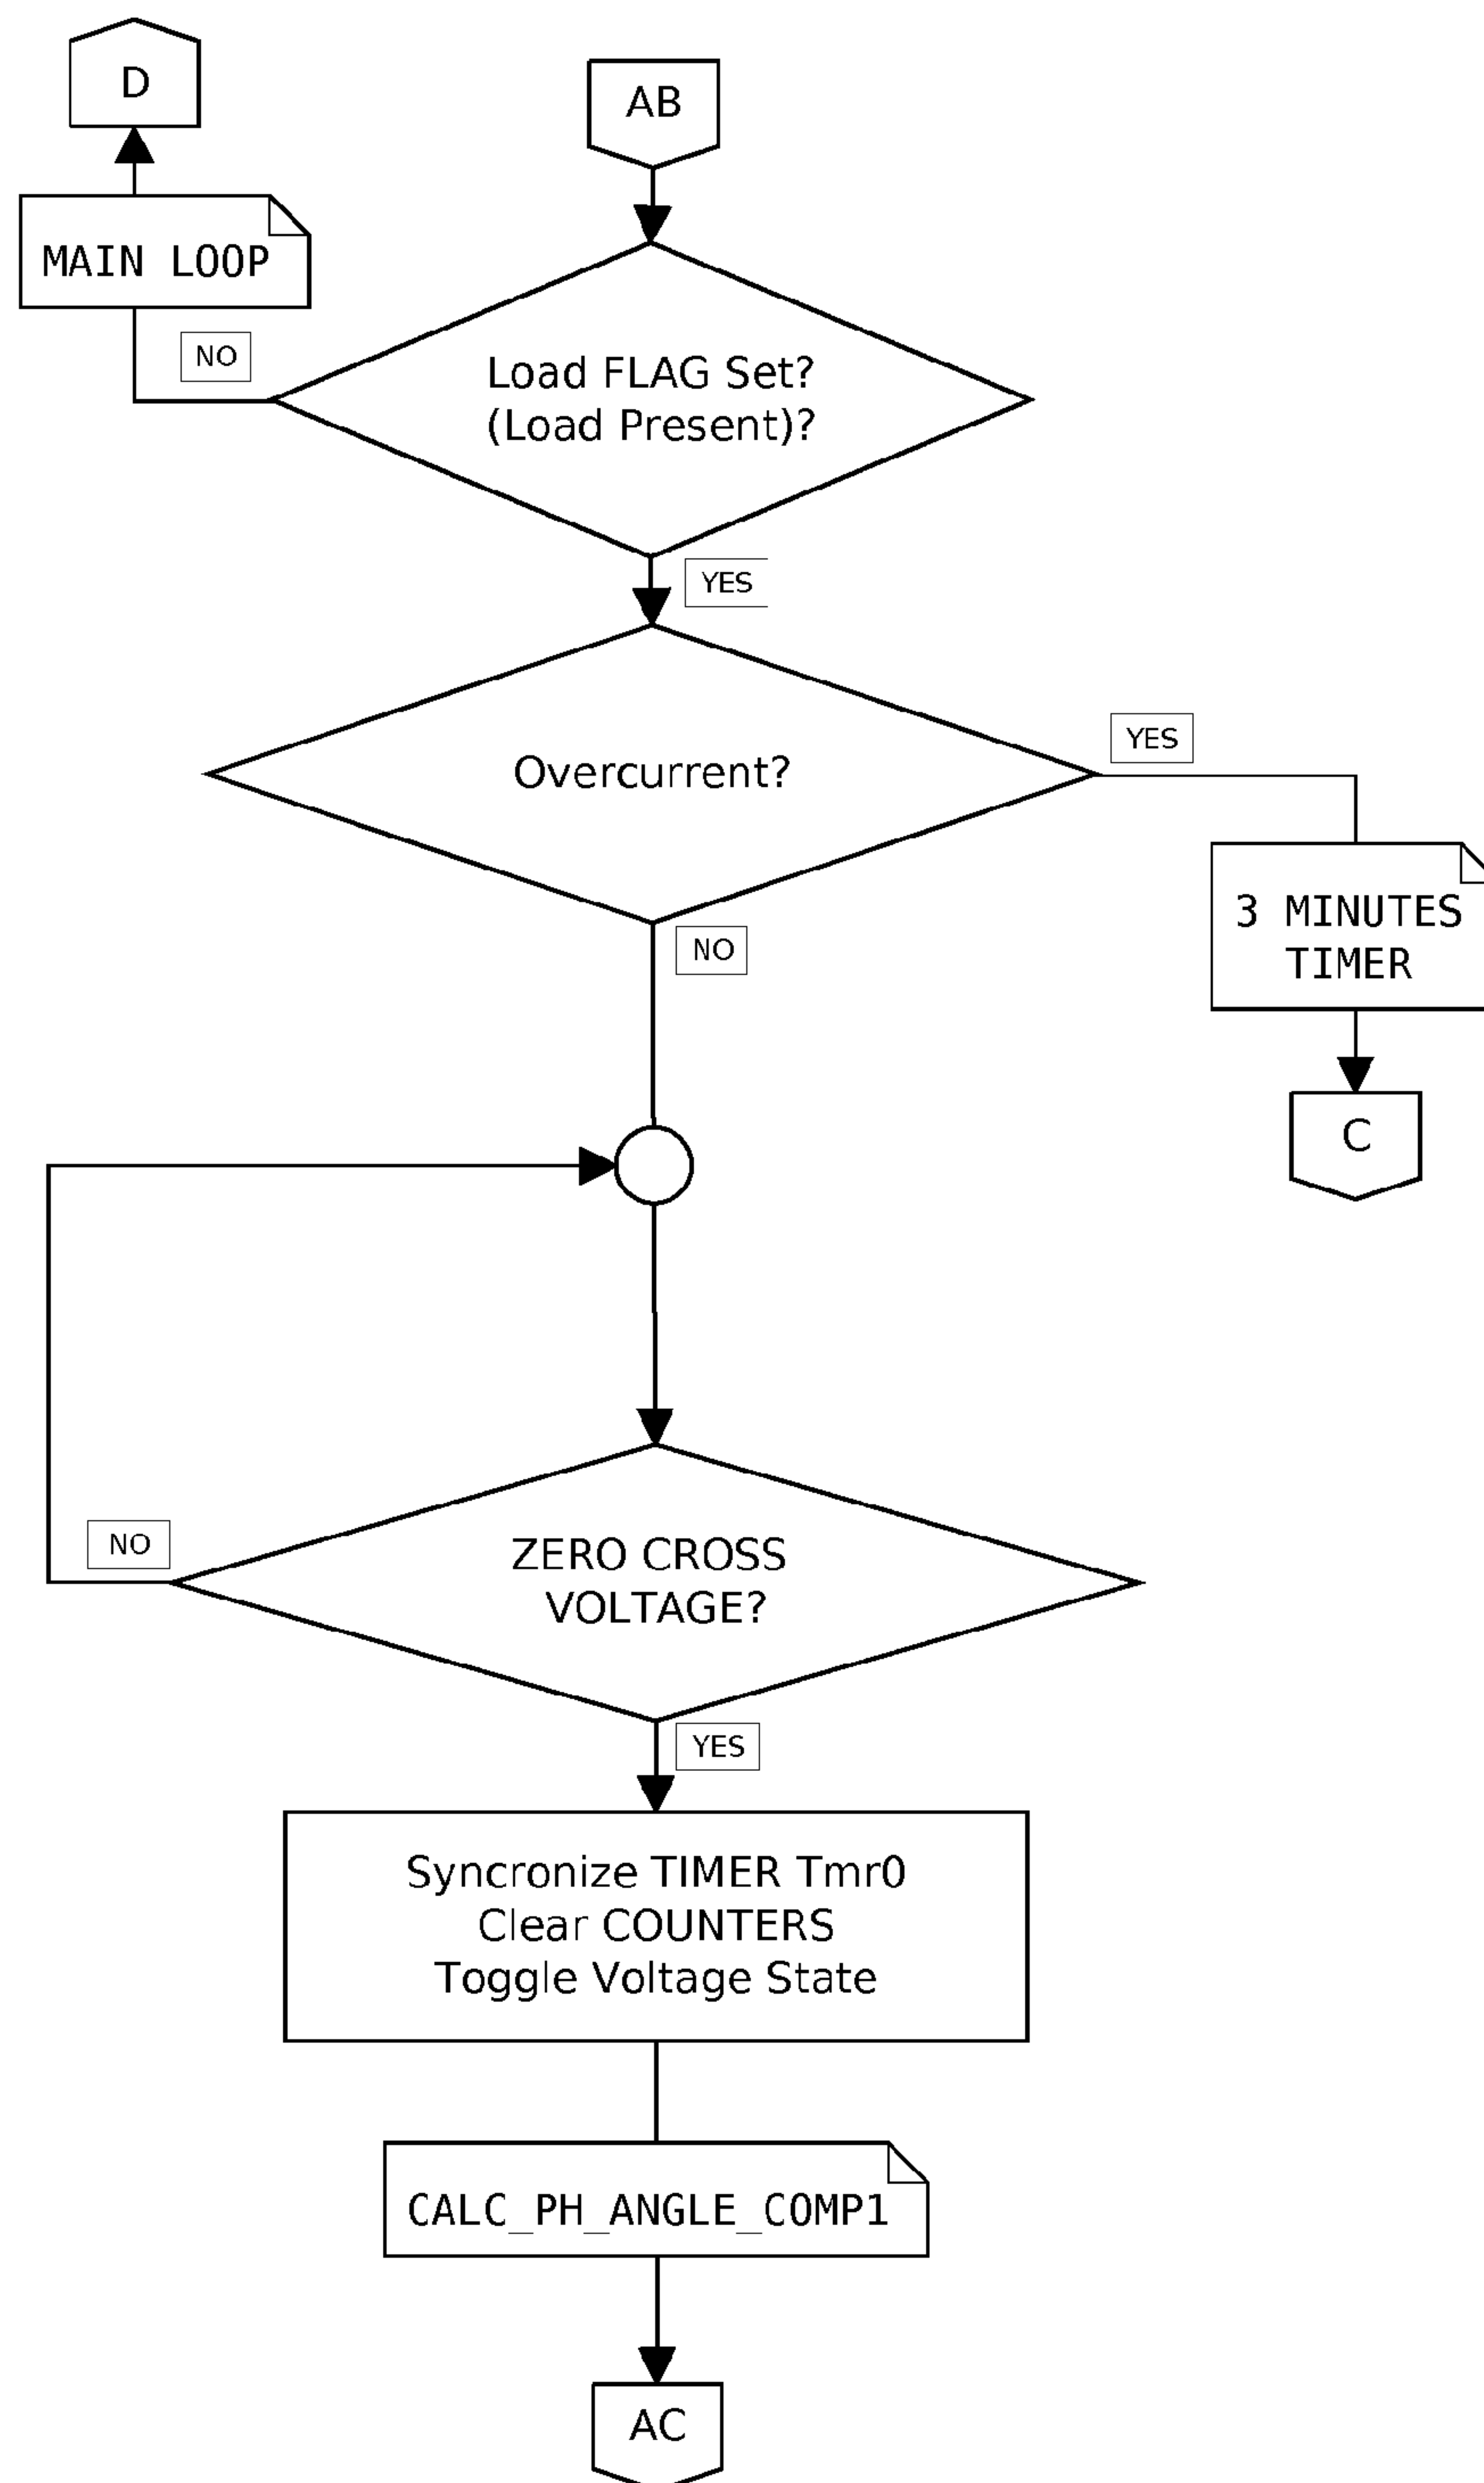 D
AB
MAIN LOOP
NO
Load FLAG Set?
(Load Present)?
YES
Overcurrent?
YES
3 MINUTES
TIMER
NO
C
ZERO CROSS
VOLTAGE?
NO
YES
Syncronize TIMER Tmr0
Clear COUNTERS
Toggle Voltage State
CALC_PH_ANGLE_COMP1
AC